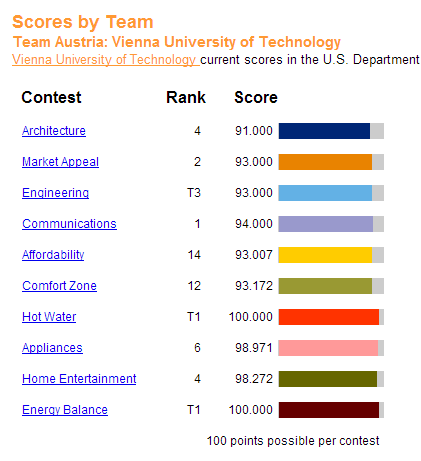 Scores by Team
Team Austria: Vienna University of Technology
Vienna University of Technology current scores in the U.S. Department
Contest Rank Score
Architecture 4 91.000
Market Appeal 2 93.000
Engineering T3 93.000
Communications 1 94.000
Affordability 14 93.007
Comfort Zone 12 93.172
Hot Water T1 100.000
Appliances 6 98.971
Home Entertainment 4 98.272
Energy Balance T1 100.000
100 points possible per contest